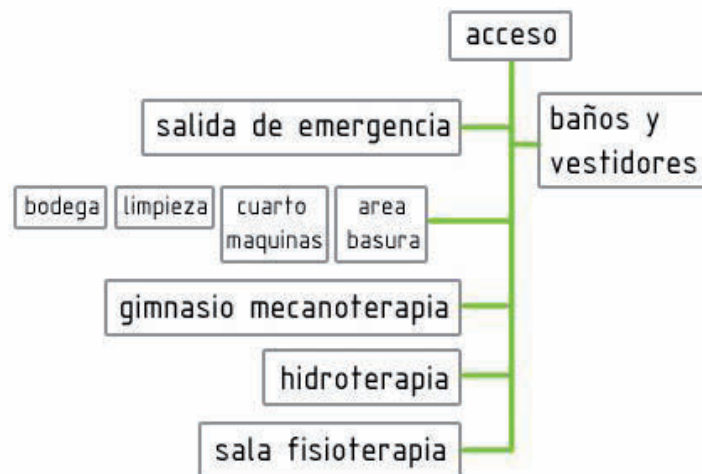 acceso
salida de emergencia
baños y
vestidores
bodega
limpieza
cuarto
maquinas
area
basura
gimnasio mecanoterapia
hidroterapia
sala fisioterapia